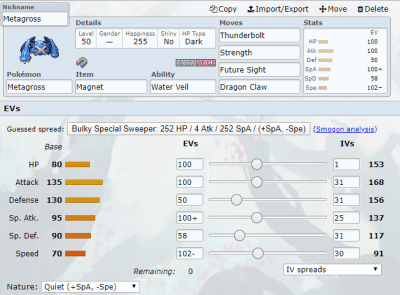 Nickname
Metagross
Copy Import/Export Move Delete
Details
Level Gender Happiness Shiny HP Type
50 — 255 No Dark
STEEL PSYCHC
Pokémon Item Ability
Metagross Magnet Water Veil
Moves
Thunderbolt
Strength
Future Sight
Dragon Claw
Stats
EV
HP 100
Atk 100
Def 50
SpA 100+
SpD 58
Spe 102−
EVs
Guessed spread: Bulky Special Sweeper: 252 HP / 4 Atk / 252 SpA / (+SpA, -Spe) (Smogon analysis)
Base EVs IVs
HP 80 100 1 153
Attack 135 100 31 168
Defense 130 50 31 156
Sp. Atk. 95 100+ 25 137
Sp. Def. 90 58 31 117
Speed 70 102- 30 91
Remaining: 0 IV spreads
Nature: Quiet (+SpA, -Spe)